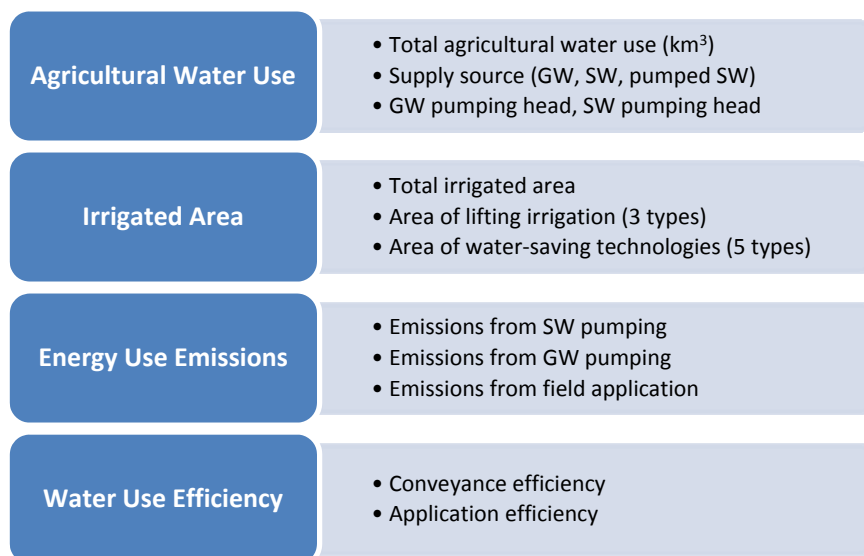 Agricultural Water Use
• Total agricultural water use (km³)
• Supply source (GW, SW, pumped SW)
• GW pumping head, SW pumping head
Irrigated Area
• Total irrigated area
• Area of lifting irrigation (3 types)
• Area of water-saving technologies (5 types)
Energy Use Emissions
• Emissions from SW pumping
• Emissions from GW pumping
• Emissions from field application
Water Use Efficiency
• Conveyance efficiency
• Application efficiency